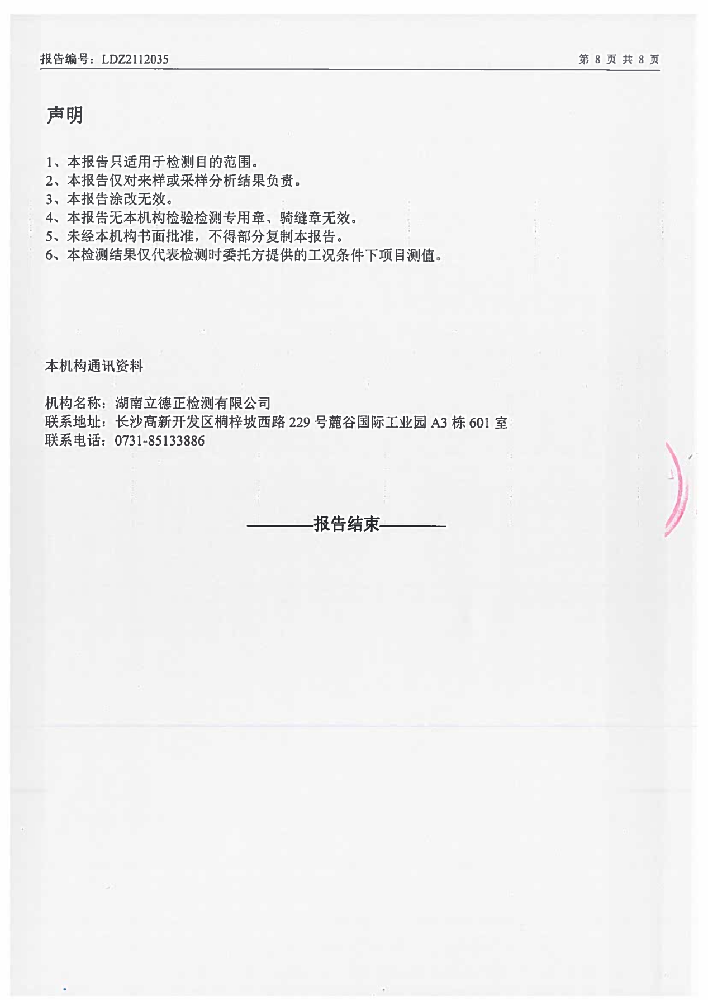 报告编号：LDZ2112035
第 8 页 共 8 页
声明
1、本报告只适用于检测目的范围。
2、本报告仅对来样或采样分析结果负责。
3、本报告涂改无效。
4、本报告无本机构检验检测专用章、骑缝章无效。
5、未经本机构书面批准，不得部分复制本报告。
6、本检测结果仅代表检测时委托方提供的工况条件下项目测值。
本机构通讯资料
机构名称：湖南立德正检测有限公司
联系地址：长沙高新开发区桐梓坡西路 229 号麓谷国际工业园 A3 栋 601 室
联系电话：0731-85133886
————报告结束————